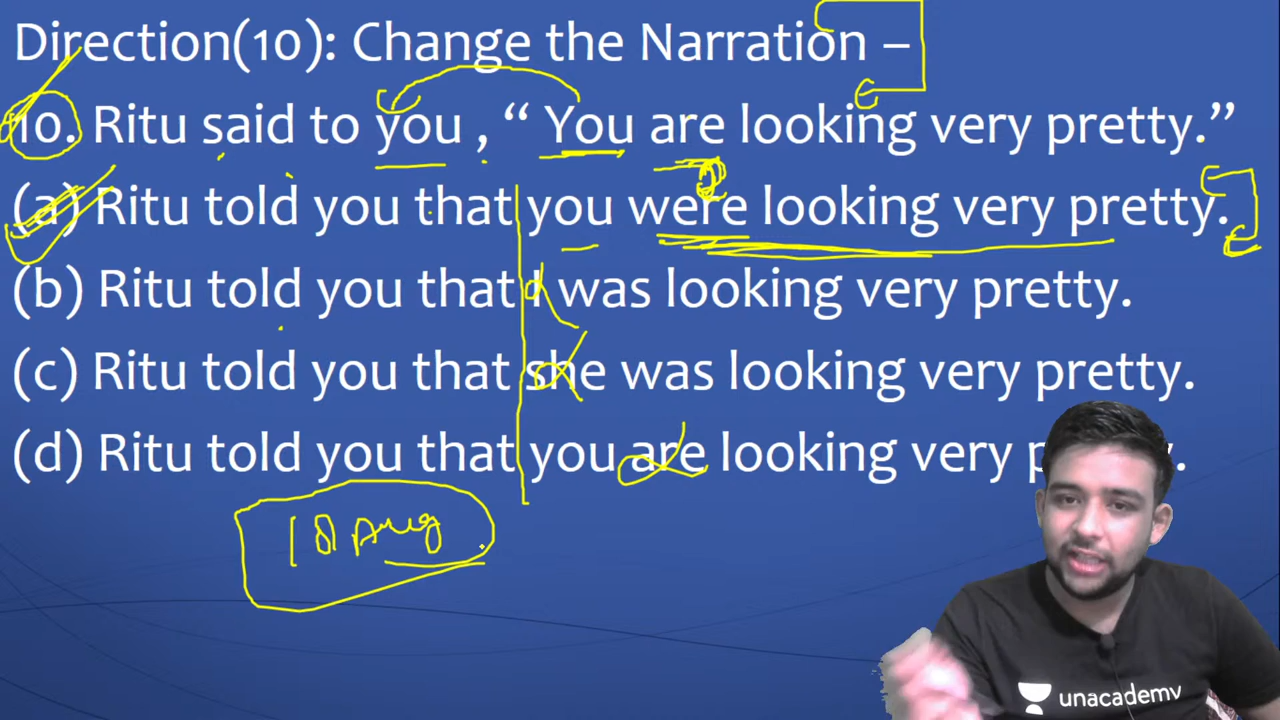 Direction(10): Change the Narration –
10. Ritu said to you , “ You are looking very pretty.”
(a) Ritu told you that you were looking very pretty.
(b) Ritu told you that I was looking very pretty.
(c) Ritu told you that she was looking very pretty.
(d) Ritu told you that you are looking very
18 Aug
unacademy